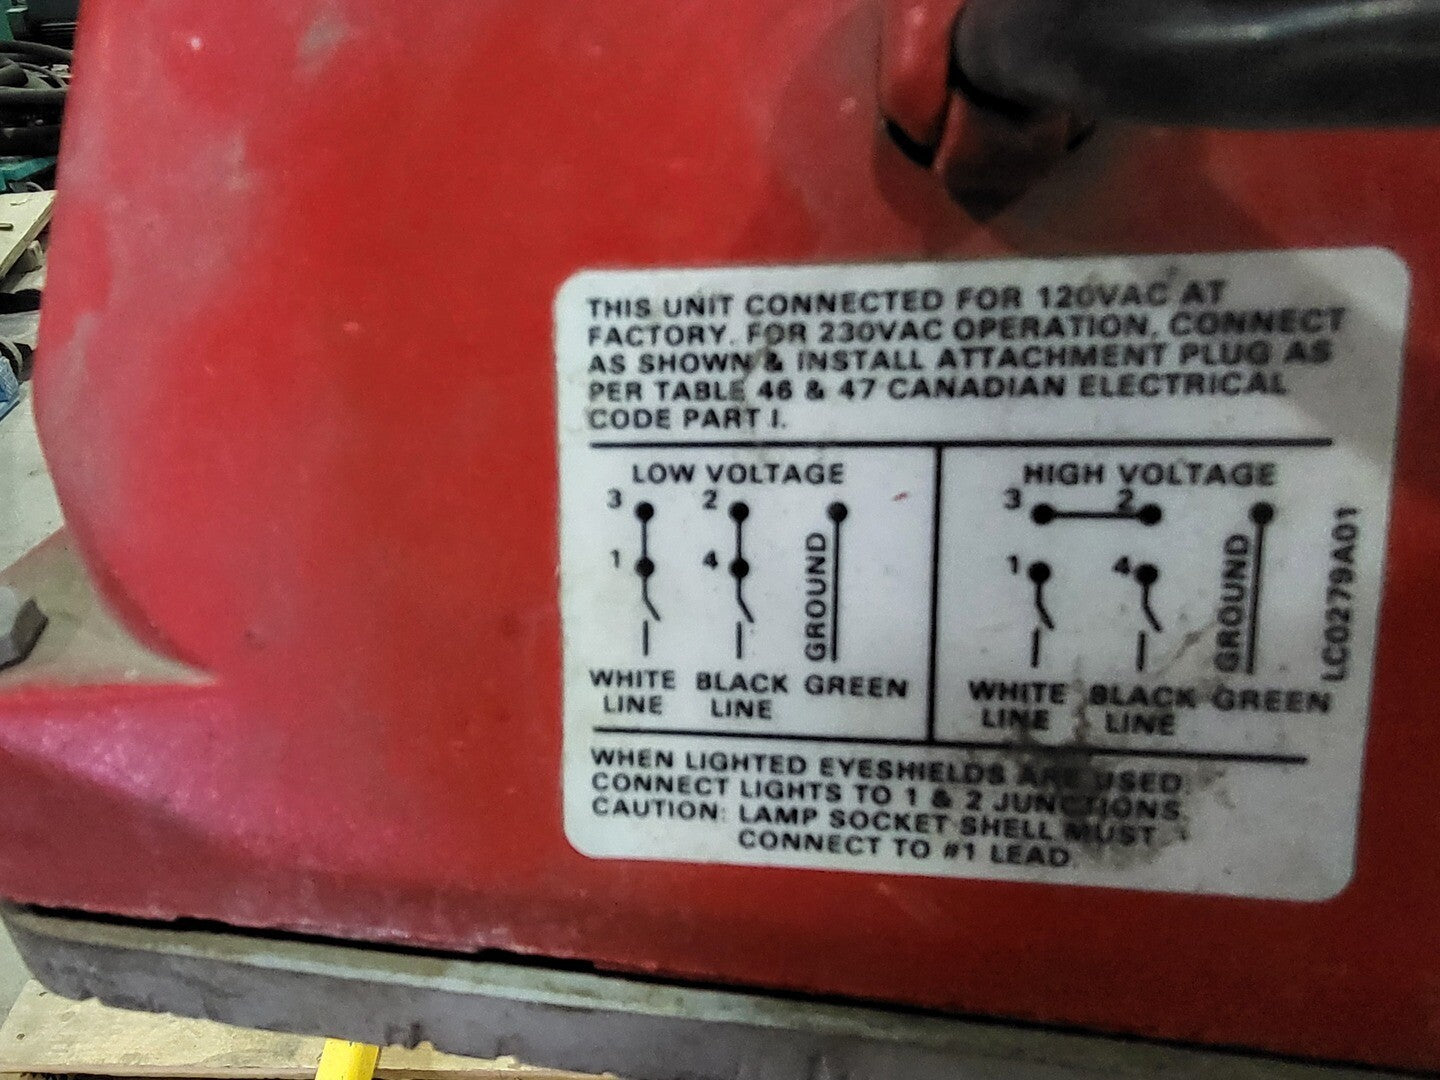 THIS UNIT CONNECTED FOR 120VAC AT
FACTORY. FOR 230VAC OPERATION, CONNECT
AS SHOWN & INSTALL ATTACHMENT PLUG AS
PER TABLE 46 & 47 CANADIAN ELECTRICAL
CODE PART I.
LOW VOLTAGE
3 2
1 4
GROUND
WHITE BLACK GREEN
LINE LINE
HIGH VOLTAGE
3 2
1 4
GROUND
WHITE BLACK GREEN
LINE LINE
LC0279A01
WHEN LIGHTED EYESHIELDS ARE USED:
CONNECT LIGHTS TO 1 & 2 JUNCTIONS.
CAUTION: LAMP SOCKET SHELL MUST
CONNECT TO #1 LEAD.